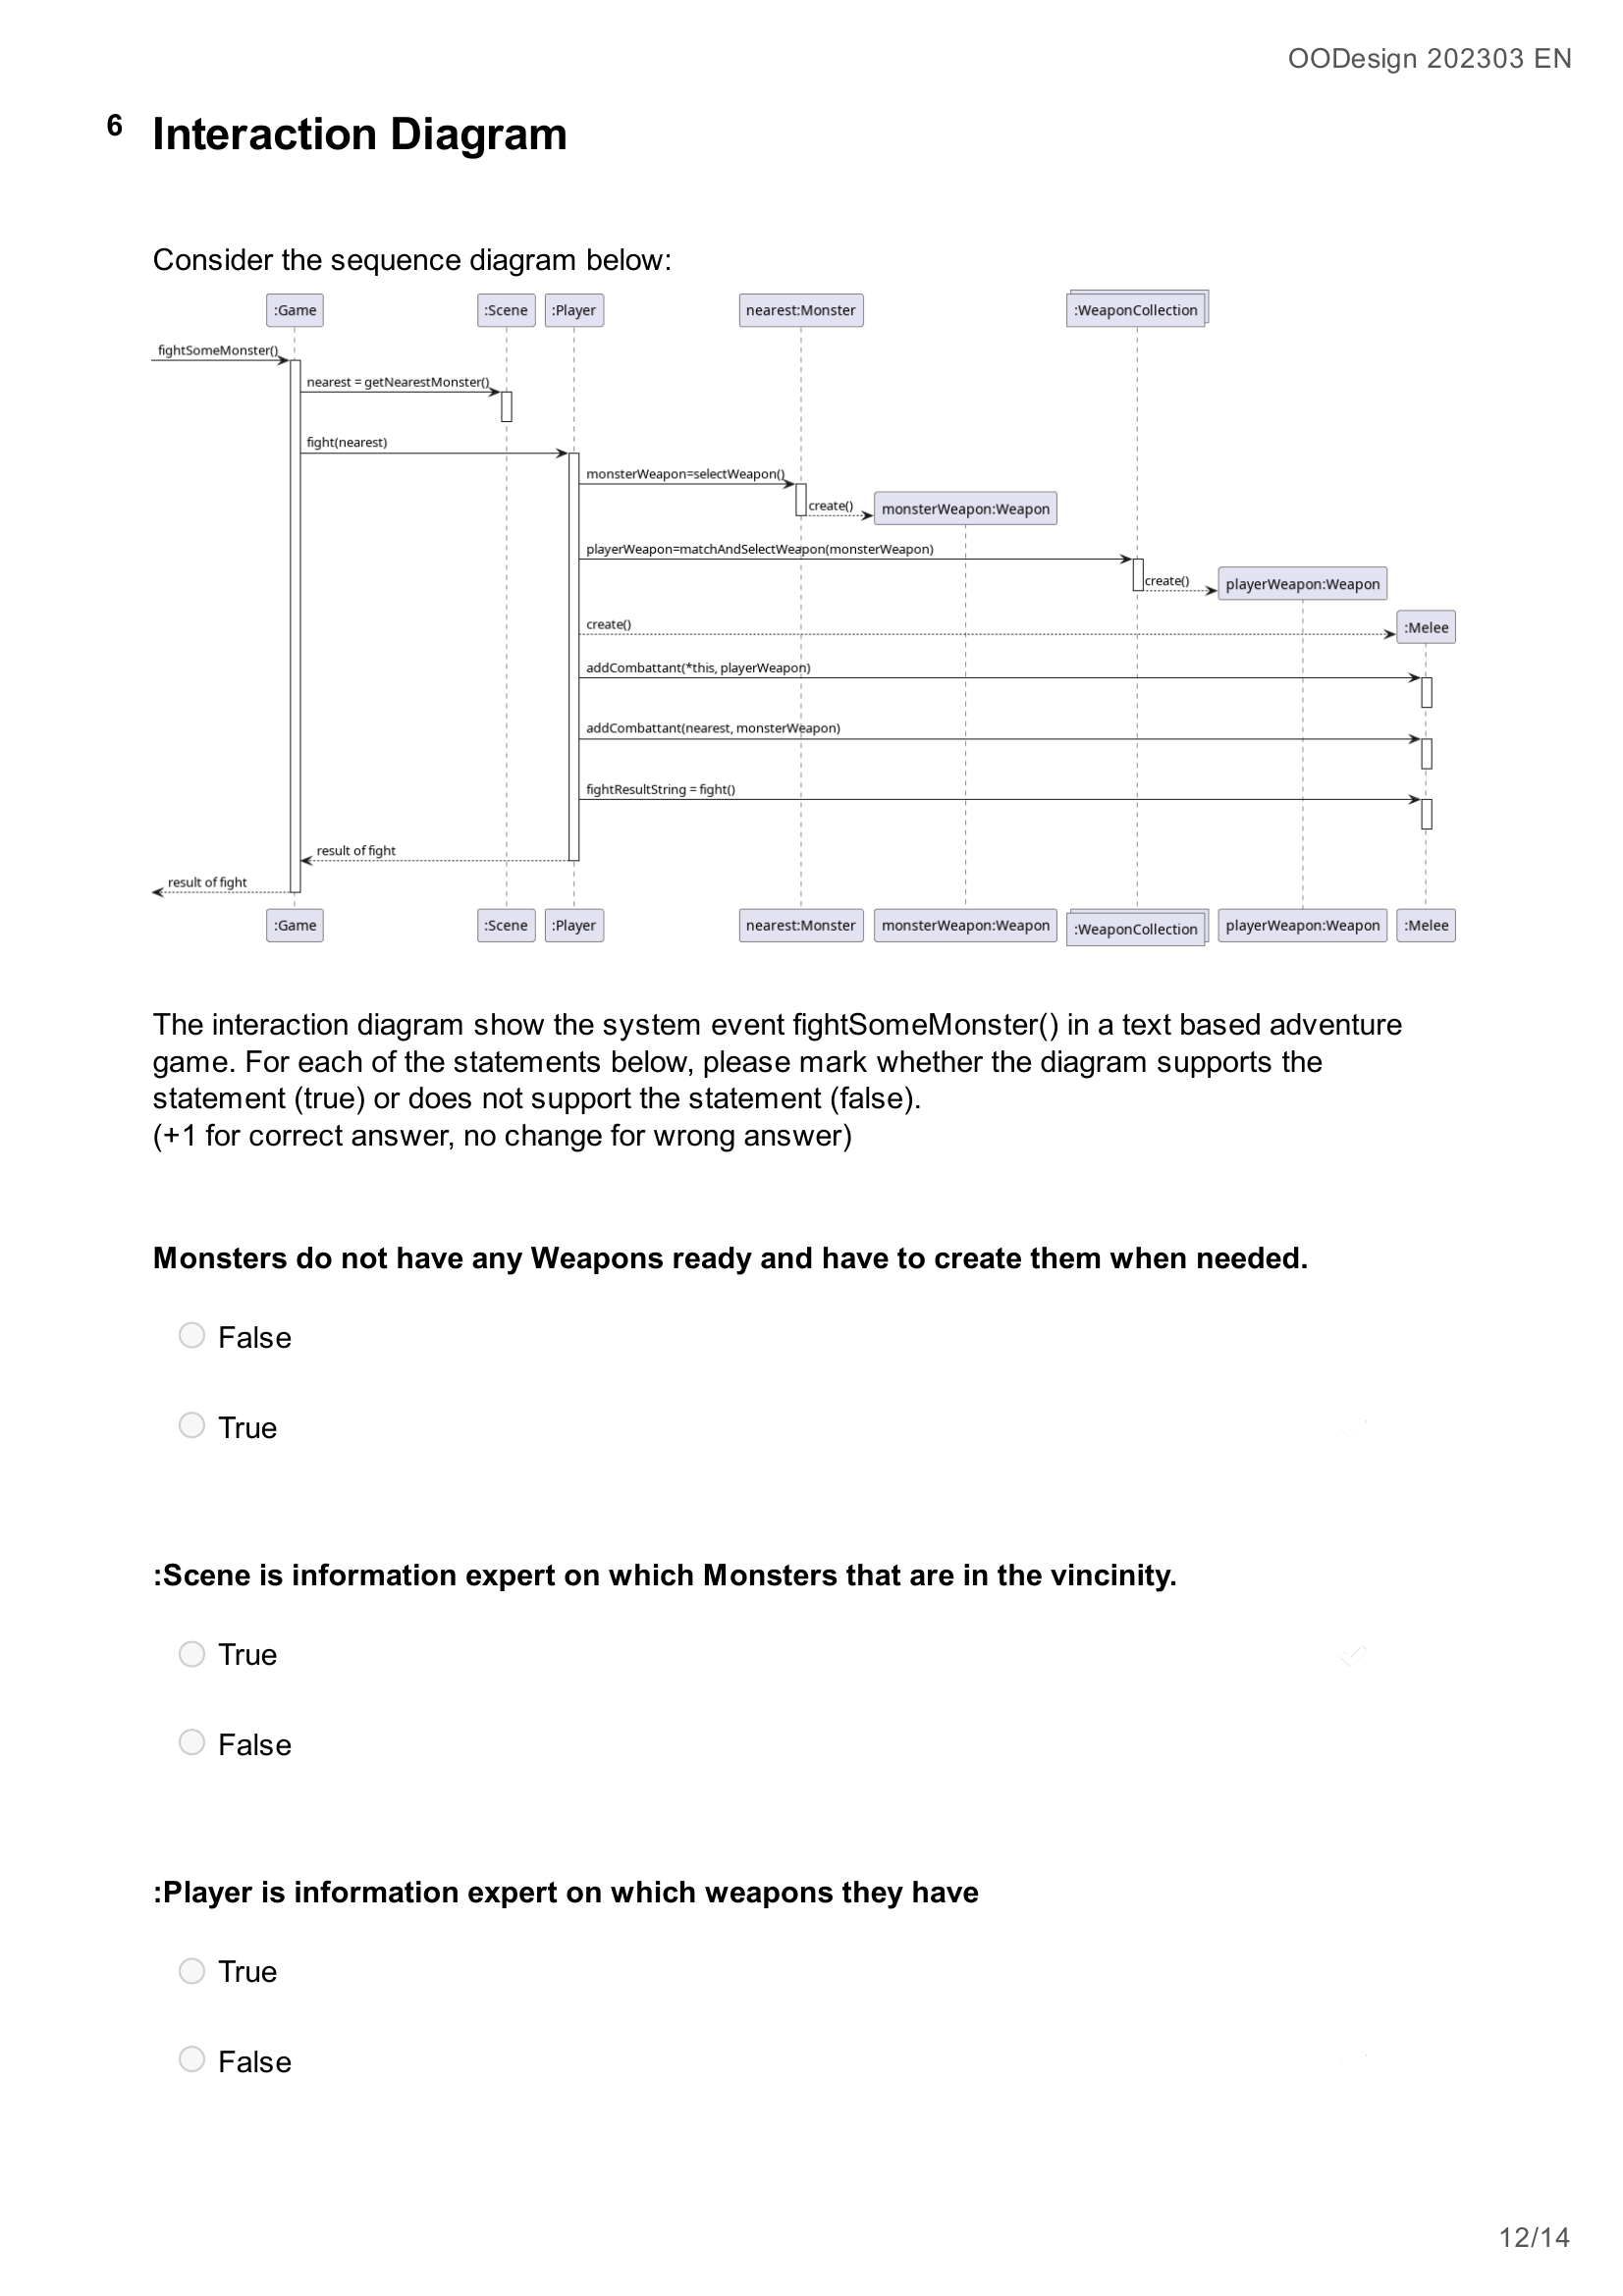 OODesign 202303 EN
6 Interaction Diagram
Consider the sequence diagram below:
:Game :Scene :Player nearest:Monster :WeaponCollection
fightSomeMonster()
nearest = getNearestMonster()
fight(nearest)
monsterWeapon=selectWeapon()
create() monsterWeapon:Weapon
playerWeapon=matchAndSelectWeapon(monsterWeapon)
create() playerWeapon:Weapon
create() :Melee
addCombattant(*this, playerWeapon)
addCombattant(nearest, monsterWeapon)
fightResultString = fight()
result of fight
result of fight
:Game :Scene :Player nearest:Monster monsterWeapon:Weapon :WeaponCollection playerWeapon:Weapon :Melee
The interaction diagram show the system event fightSomeMonster() in a text based adventure
game. For each of the statements below, please mark whether the diagram supports the
statement (true) or does not support the statement (false).
(+1 for correct answer, no change for wrong answer)
Monsters do not have any Weapons ready and have to create them when needed.
False
True
:Scene is information expert on which Monsters that are in the vincinity.
True
False
:Player is information expert on which weapons they have
True
False
12/14